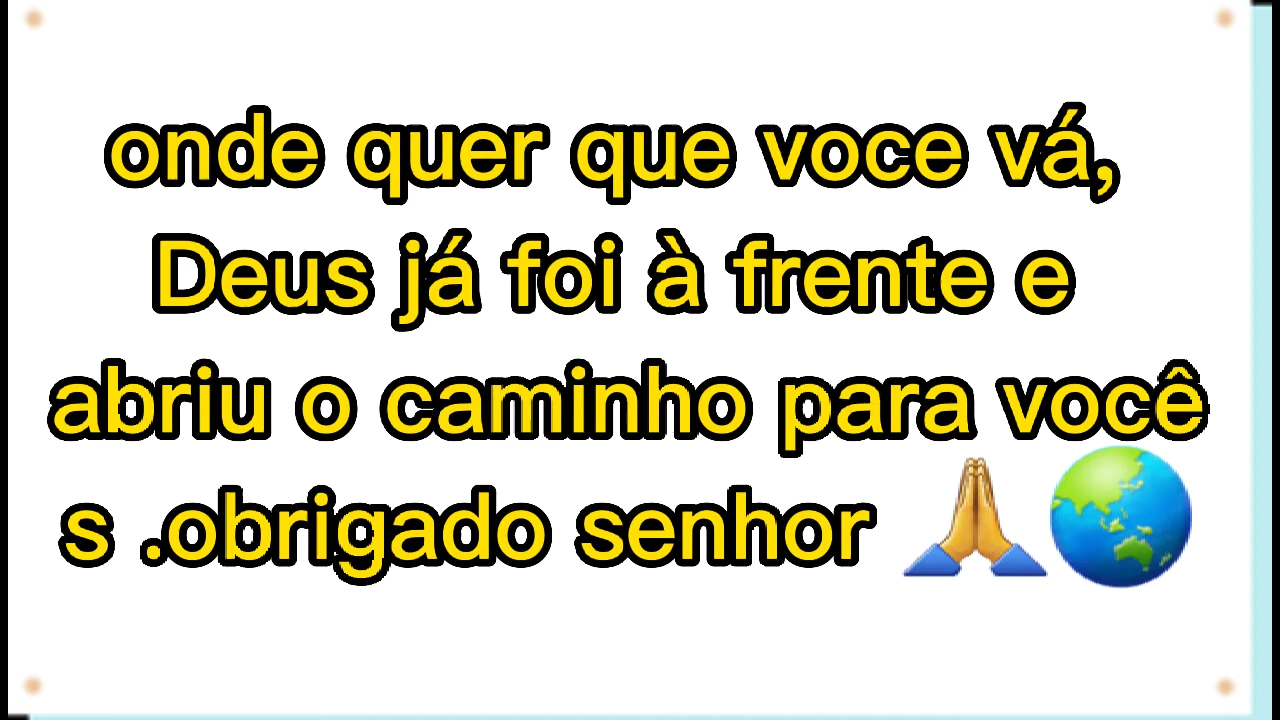 onde quer que voce vá,
Deus já foi à frente e
abriu o caminho para você
s .obrigado senhor 🙏🌏